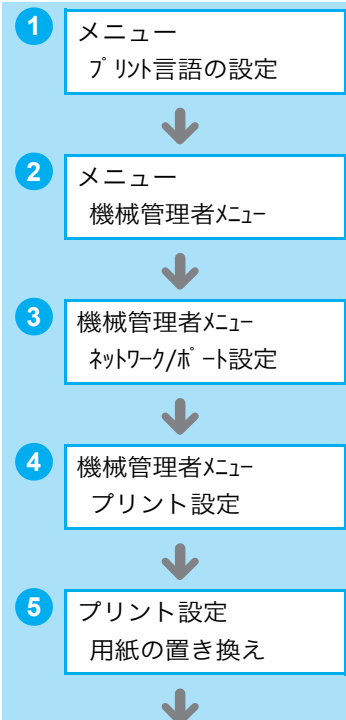 1
メニュー
プリント言語の設定
2
メニュー
機械管理者ﾒﾆｭｰ
3
機械管理者ﾒﾆｭｰ
ﾈｯﾄﾜｰｸ/ﾎﾟｰﾄ設定
4
機械管理者ﾒﾆｭｰ
プリント設定
5
プリント設定
用紙の置き換え